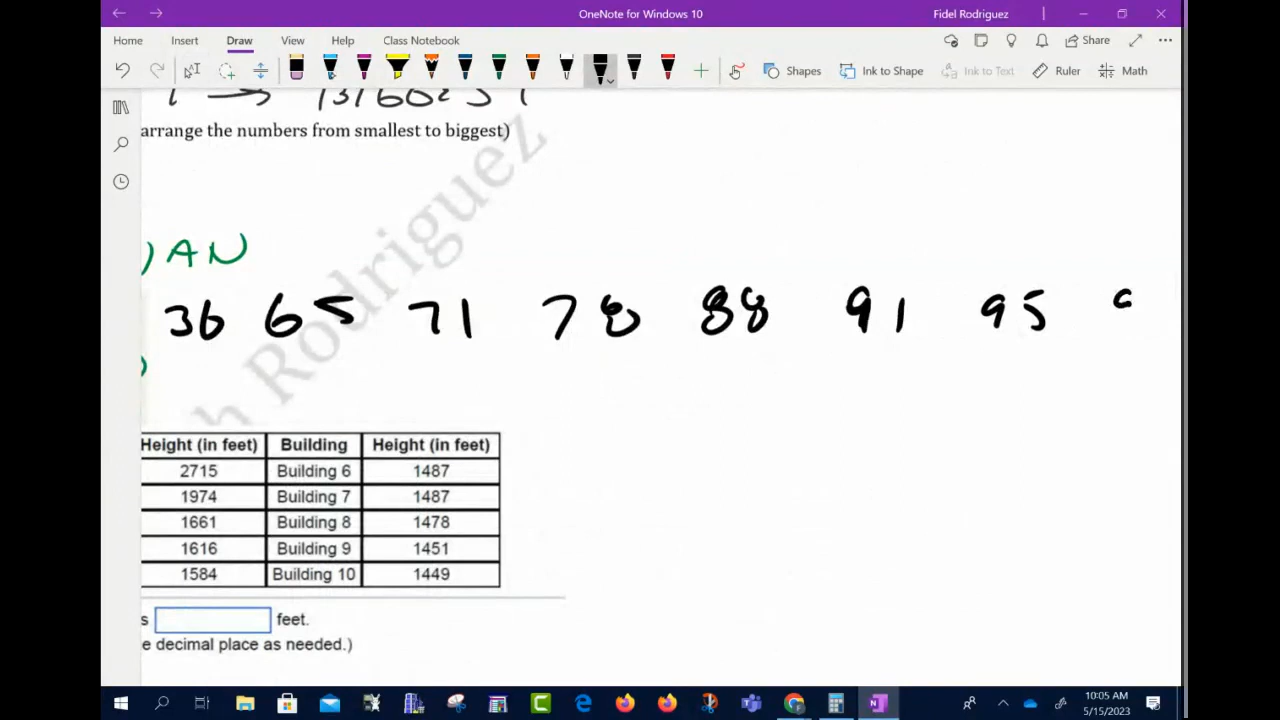 OneNote for Windows 10
Fidel Rodriguez
Home Insert Draw View Help Class Notebook
Share
Shapes Ink to Shape Ink to Text Ruler Math
arrange the numbers from smallest to biggest)
Rodriguez
AN
36 65 71 78 88 91 95
Height (in feet) Building Height (in feet)
2715 Building 6 1487
1974 Building 7 1487
1661 Building 8 1478
1616 Building 9 1451
1584 Building 10 1449
s feet.
e decimal place as needed.)
10:05 AM
5/15/2023